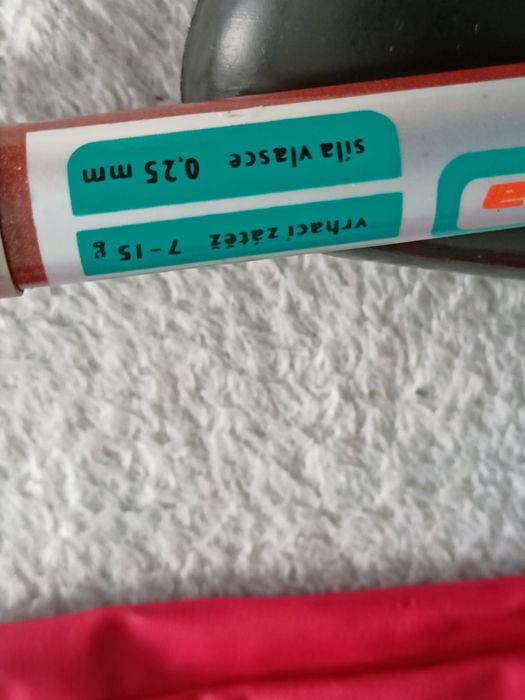 vrhací zátěž 7 - 15 g
síla vlasce 0,25 mm